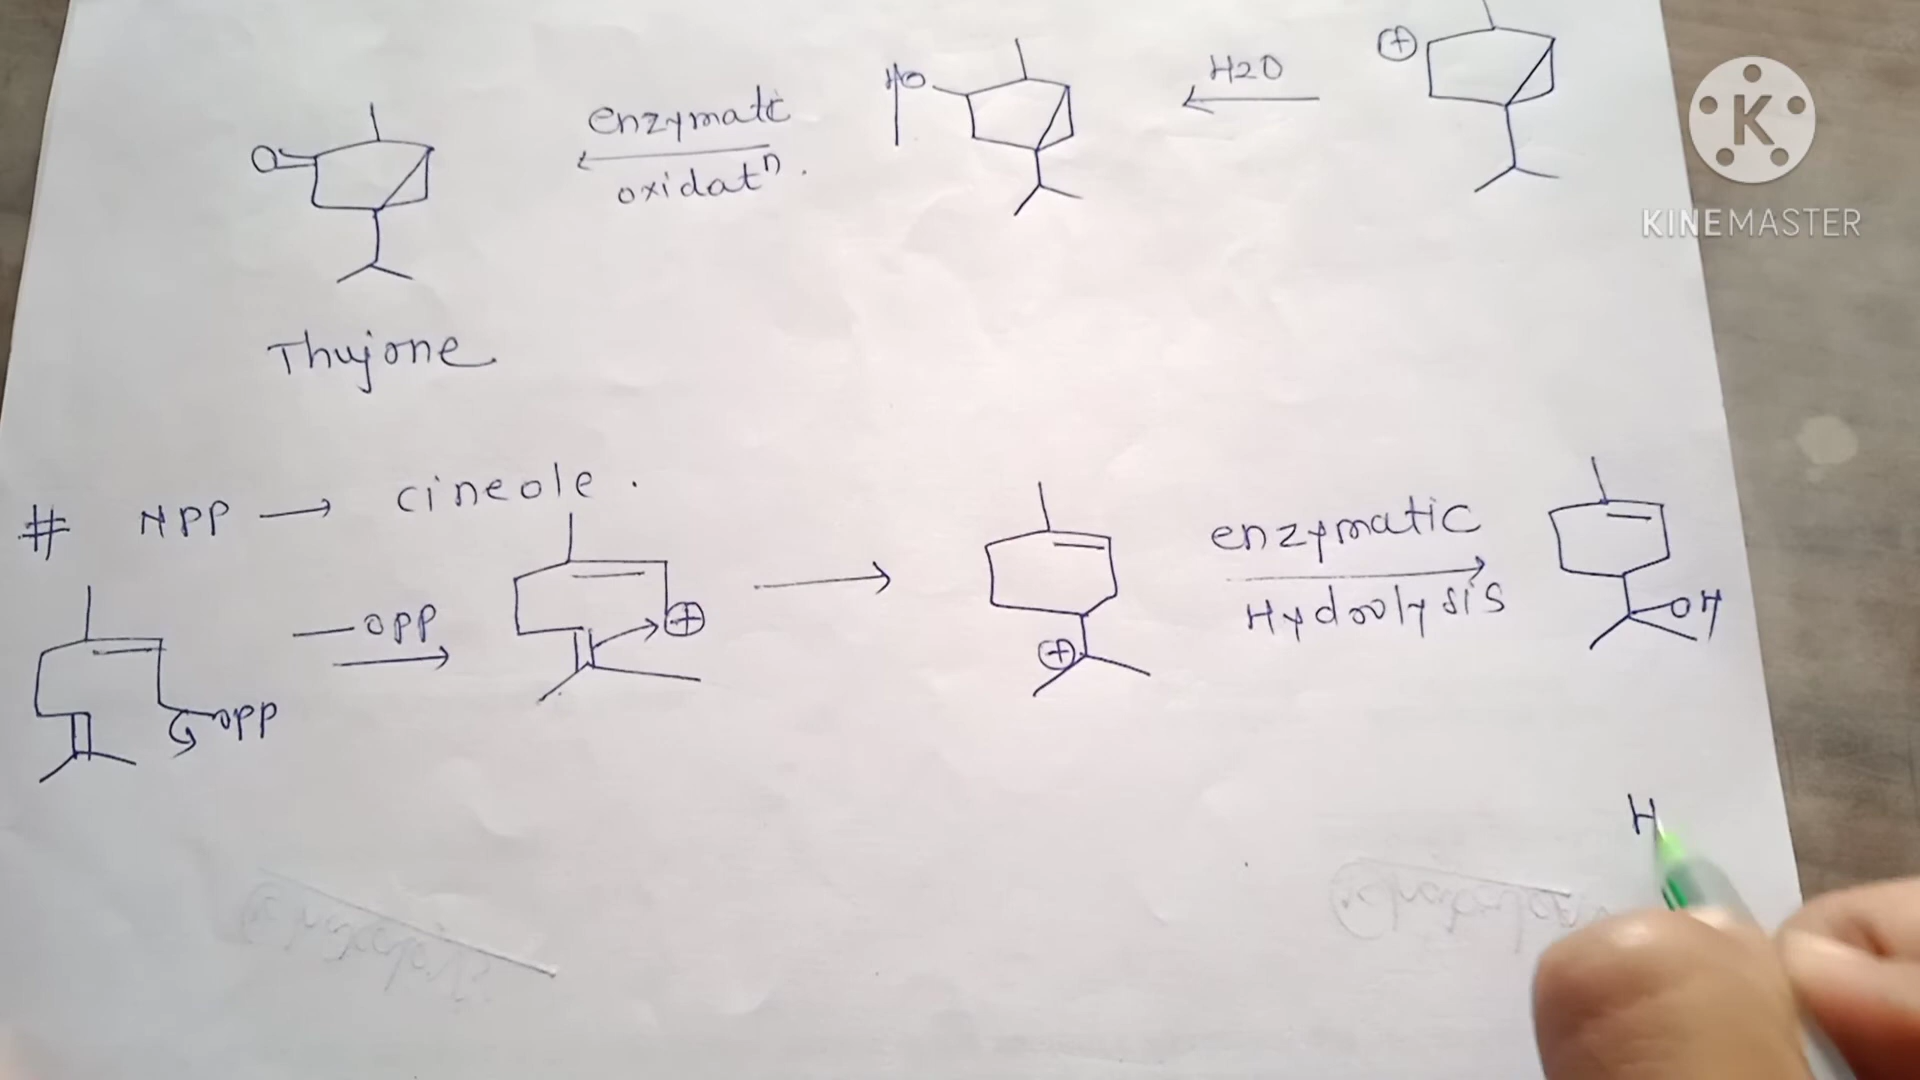 HO
H2O
⊕
K
KINEMASTER
O
enzymatic
oxidatn.
Thujone
# NPP → cineole.
-OPP
⊕
enzymatic
Hydrolysis
OH
OPP
⊕
H